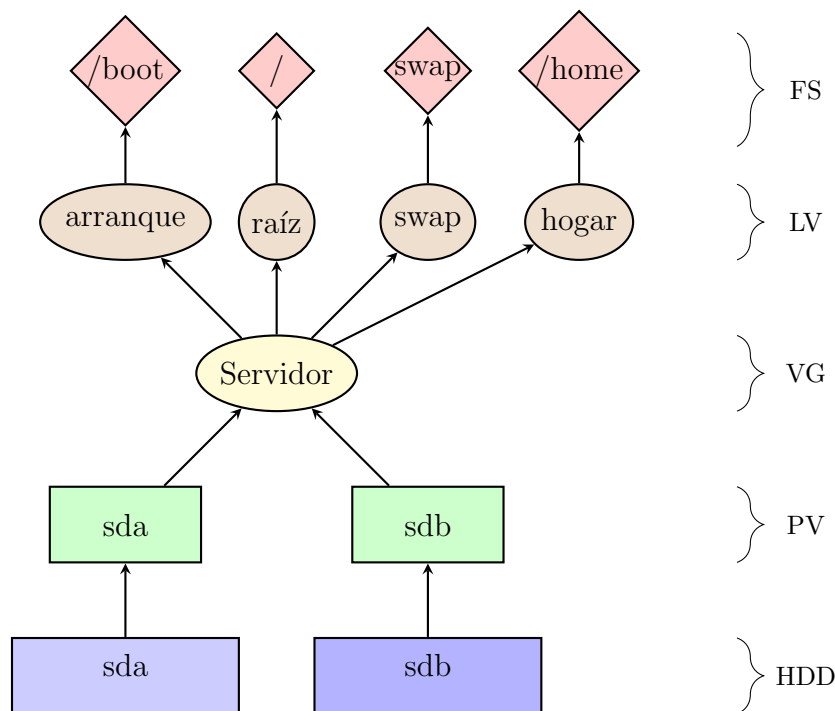 /boot / swap /home FS
arranque raíz swap hogar LV
Servidor VG
sda sdb PV
sda sdb HDD